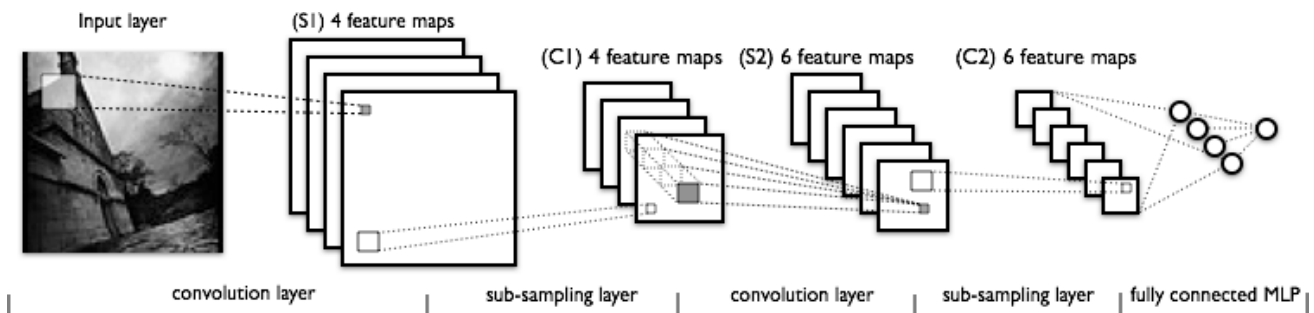 Input layer
(S1) 4 feature maps
(C1) 4 feature maps
(S2) 6 feature maps
(C2) 6 feature maps
convolution layer
sub-sampling layer
convolution layer
sub-sampling layer
fully connected MLP